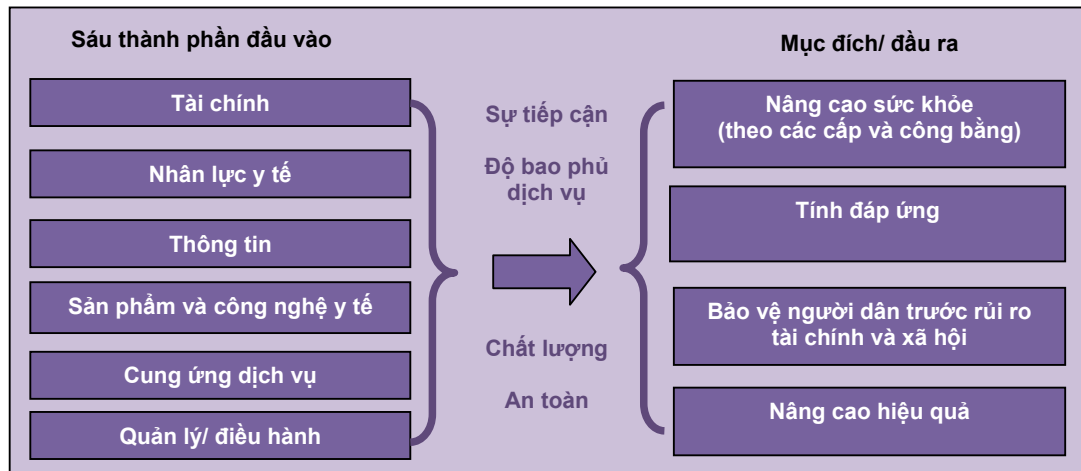 Sáu thành phần đầu vào
Tài chính
Nhân lực y tế
Thông tin
Sản phẩm và công nghệ y tế
Cung ứng dịch vụ
Quản lý/ điều hành
Sự tiếp cận
Độ bao phủ
dịch vụ
Chất lượng
An toàn
Mục đích/ đầu ra
Nâng cao sức khỏe
(theo các cấp và công bằng)
Tính đáp ứng
Bảo vệ người dân trước rủi ro
tài chính và xã hội
Nâng cao hiệu quả